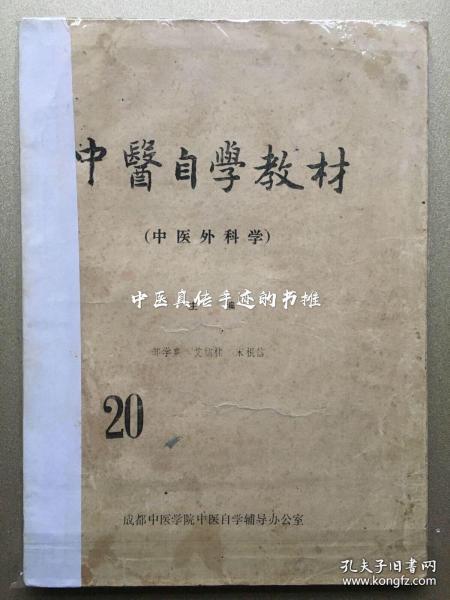 中醫自學教材
(中医外科学)
中医真传手迹的书摊
主 编
20
成都中医学院中医自学辅导办公室
孔夫子旧书网
www.kongfz.com